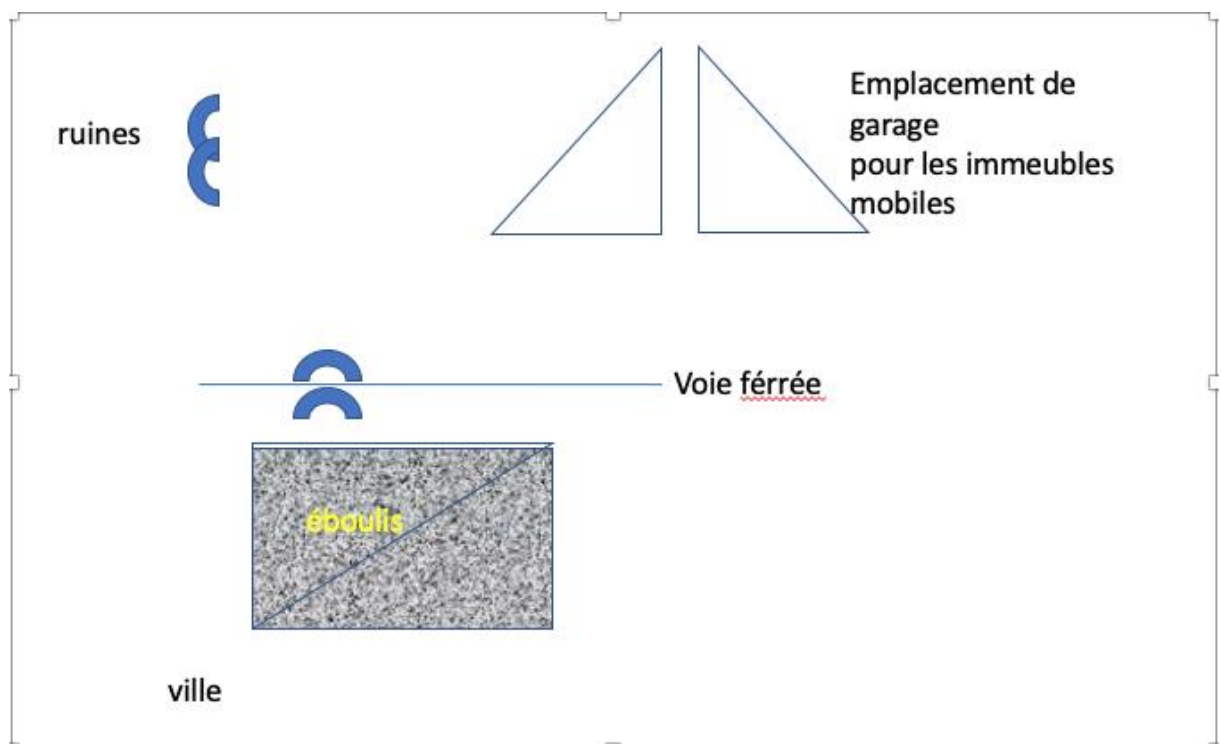 ruines
Emplacement de
garage
pour les immeubles
mobiles
Voie férrée
éboulis
ville